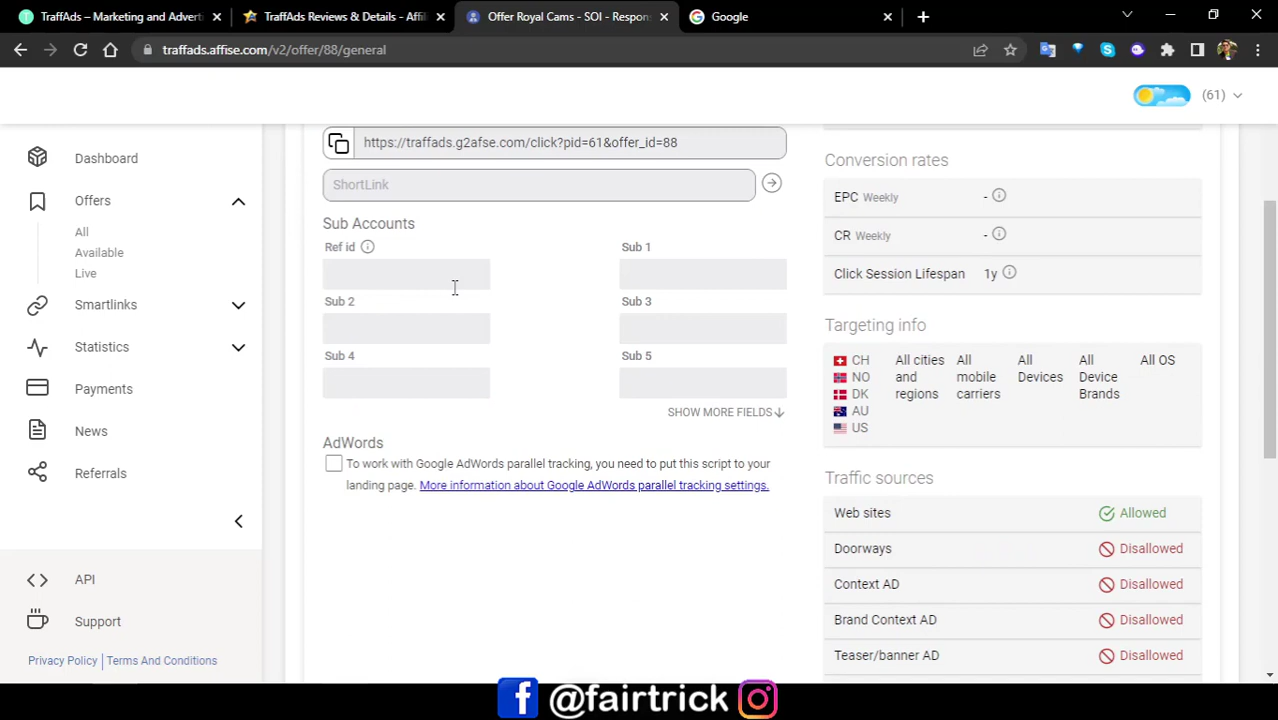 TraffAds – Marketing and Advert
TraffAds Reviews & Details - Affili
Offer Royal Cams - SOI - Respon
Google
traffads.affise.com/v2/offer/88/general
(61)
Dashboard
Offers
All
Available
Live
Smartlinks
Statistics
Payments
News
Referrals
API
Support
Privacy Policy | Terms And Conditions
https://traffads.g2afse.com/click?pid=61&offer_id=88
ShortLink
Sub Accounts
Ref id
Sub 1
Sub 2
Sub 3
Sub 4
Sub 5
SHOW MORE FIELDS
AdWords
To work with Google AdWords parallel tracking, you need to put this script to your
landing page. More information about Google AdWords parallel tracking settings.
Conversion rates
EPC Weekly -
CR Weekly -
Click Session Lifespan 1y
Targeting info
CH All cities All All All All OS
NO and mobile Devices Device
DK regions carriers Brands
AU
US
Traffic sources
Web sites Allowed
Doorways Disallowed
Context AD Disallowed
Brand Context AD Disallowed
Teaser/banner AD Disallowed
@fairtrick